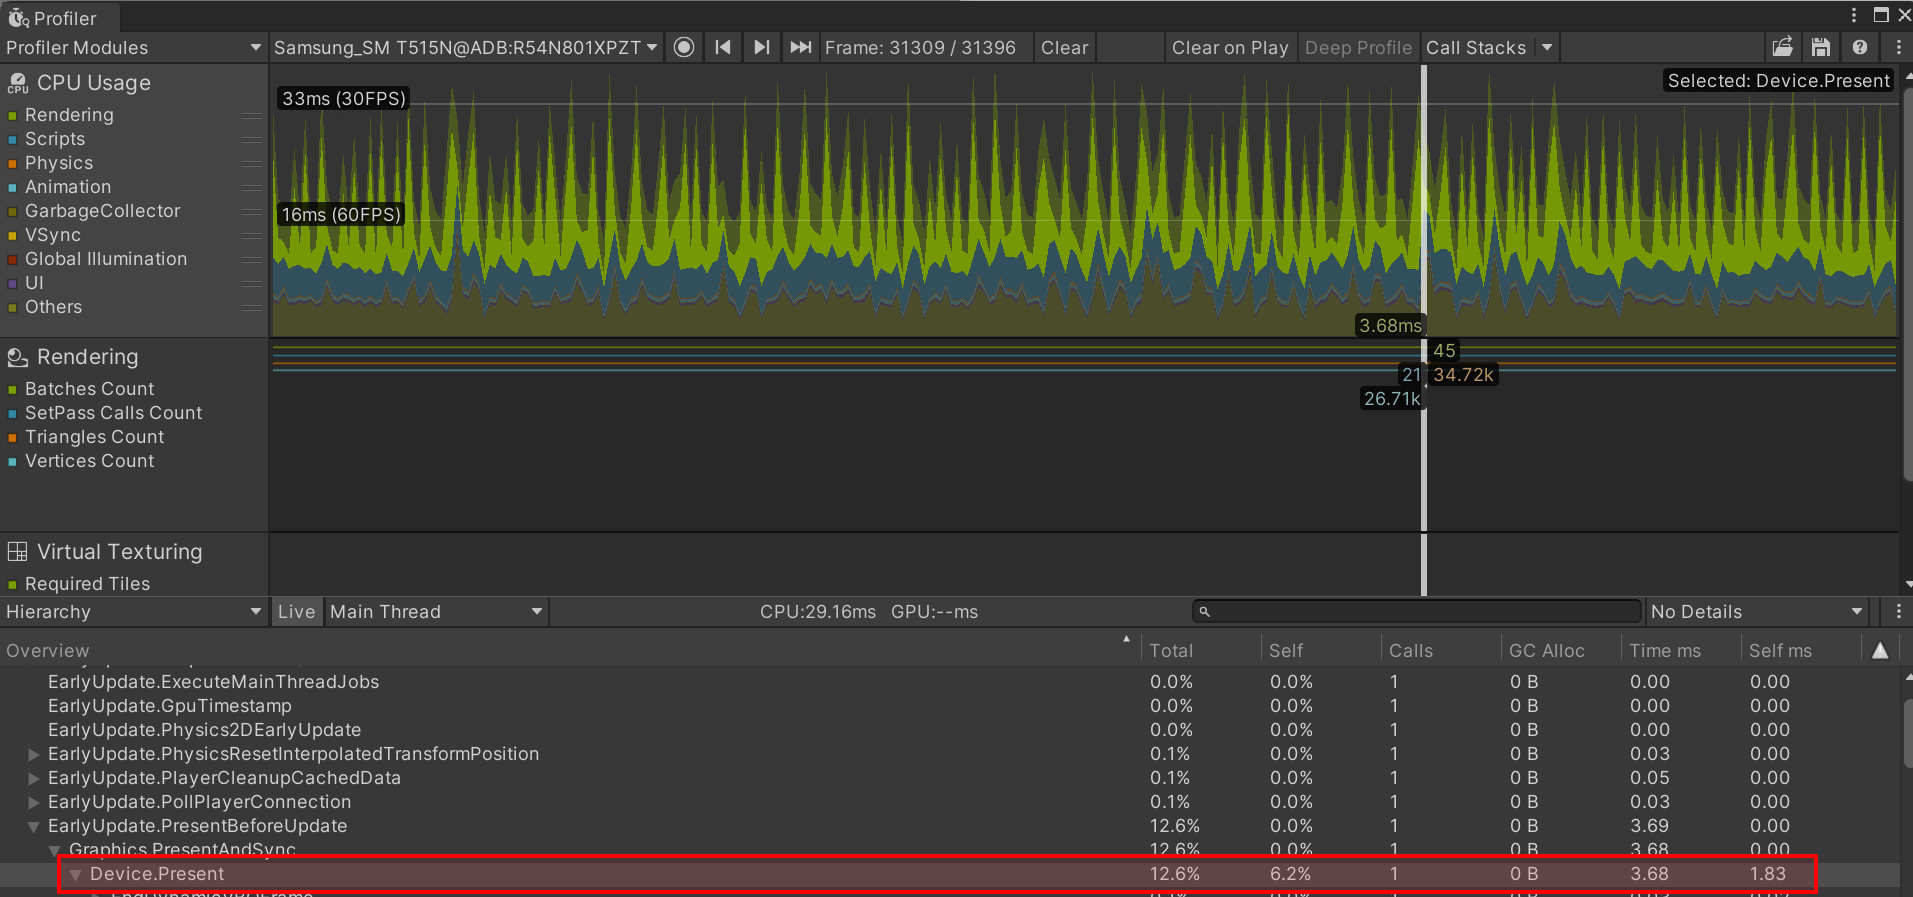 Profiler
Profiler Modules
Samsung_SM T515N@ADB:R54N801XPZT
Frame: 31309 / 31396
Clear
Clear on Play
Deep Profile
Call Stacks
CPU Usage
CPU
Rendering
Scripts
Physics
Animation
GarbageCollector
VSync
Global Illumination
UI
Others
33ms (30FPS)
16ms (60FPS)
Selected: Device.Present
3.68ms
Rendering
Batches Count
SetPass Calls Count
Triangles Count
Vertices Count
45
21
34.72k
26.71k
Virtual Texturing
Required Tiles
Hierarchy
Live
Main Thread
CPU:29.16ms GPU:--ms
No Details
Overview Total Self Calls GC Alloc Time ms Self ms
EarlyUpdate.ExecuteMainThreadJobs 0.0% 0.0% 1 0 B 0.00 0.00
EarlyUpdate.GpuTimestamp 0.0% 0.0% 1 0 B 0.00 0.00
EarlyUpdate.Physics2DEarlyUpdate 0.0% 0.0% 1 0 B 0.00 0.00
EarlyUpdate.PhysicsResetInterpolatedTransformPosition 0.1% 0.0% 1 0 B 0.03 0.00
EarlyUpdate.PlayerCleanupCachedData 0.1% 0.0% 1 0 B 0.05 0.00
EarlyUpdate.PollPlayerConnection 0.1% 0.0% 1 0 B 0.03 0.00
EarlyUpdate.PresentBeforeUpdate 12.6% 0.0% 1 0 B 3.69 0.00
Graphics.PresentAndSync 12.6% 0.0% 1 0 B 3.68 0.00
Device.Present 12.6% 6.2% 1 0 B 3.68 1.83